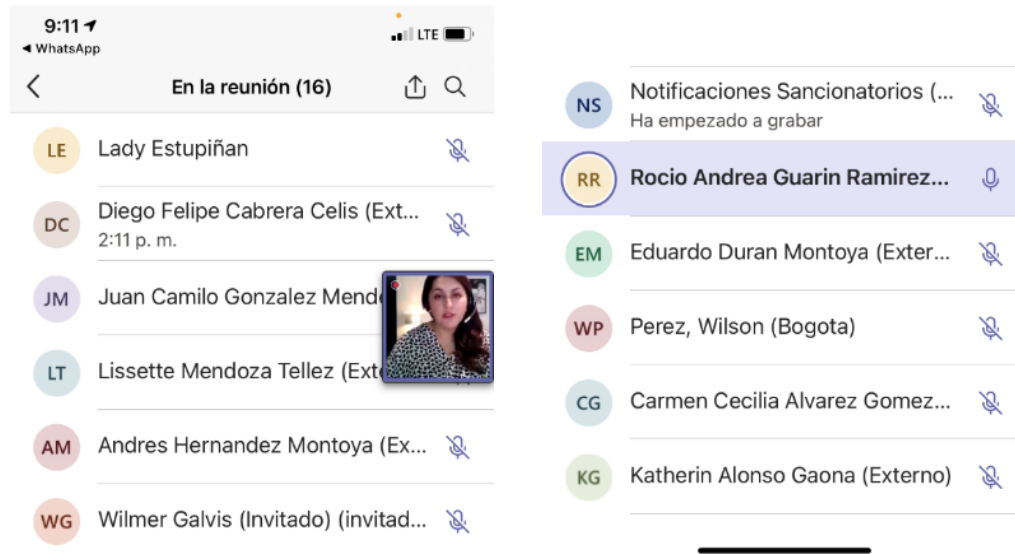 9:11
LTE
◀ WhatsApp
En la reunión (16)
LE
Lady Estupiñan
DC
Diego Felipe Cabrera Celis (Ext...
2:11 p. m.
JM
Juan Camilo Gonzalez
LT
Lissette Mendoza Tellez
AM
Andres Hernandez Montoya (Ex...
WG
Wilmer Galvis (Invitado) (invitad...
NS
Notificaciones Sancionatorios (...
Ha empezado a grabar
RR
Rocio Andrea Guarin Ramirez...
EM
Eduardo Duran Montoya (Exter...
WP
Perez, Wilson (Bogota)
CG
Carmen Cecilia Alvarez Gomez...
KG
Katherin Alonso Gaona (Externo)